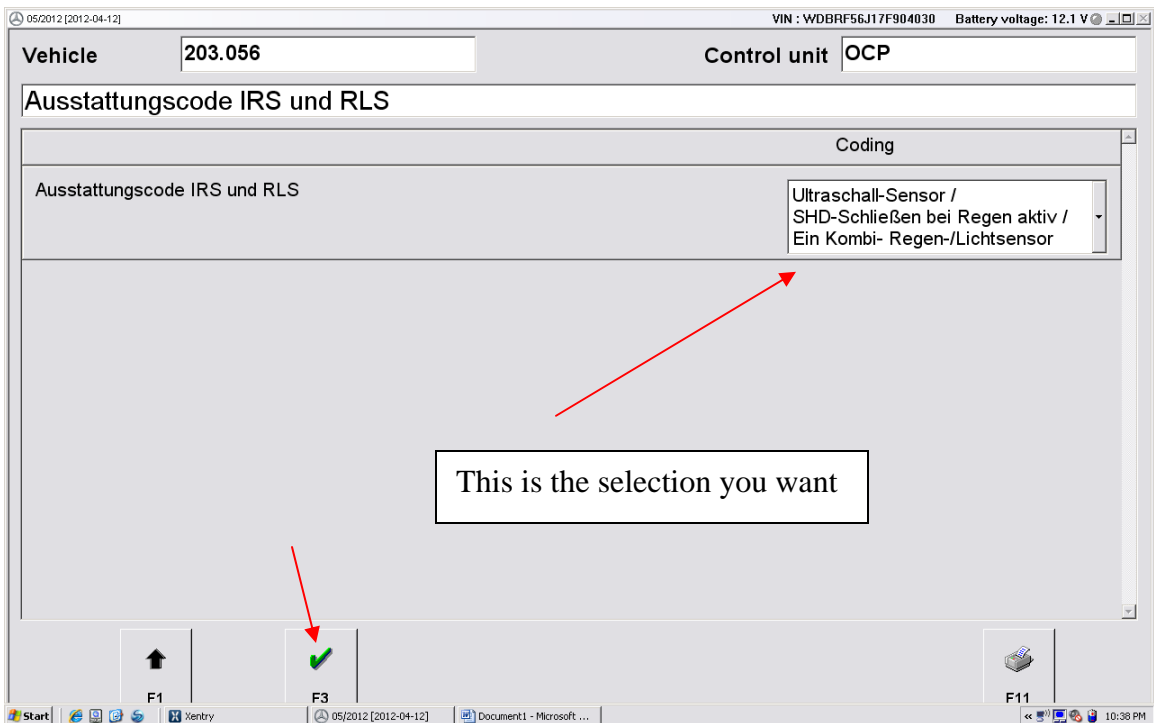 05/2012 [2012-04-12] VIN : WDBRF56J17F904030 Battery voltage: 12.1 V
Vehicle 203.056 Control unit OCP
Ausstattungscode IRS und RLS
Coding
Ausstattungscode IRS und RLS
Ultraschall-Sensor /
SHD-Schließen bei Regen aktiv /
Ein Kombi- Regen-/Lichtsensor
This is the selection you want
F1 F3 F11
Start Xentry 05/2012 [2012-04-12] Document1 - Microsoft ... « 10:38 PM